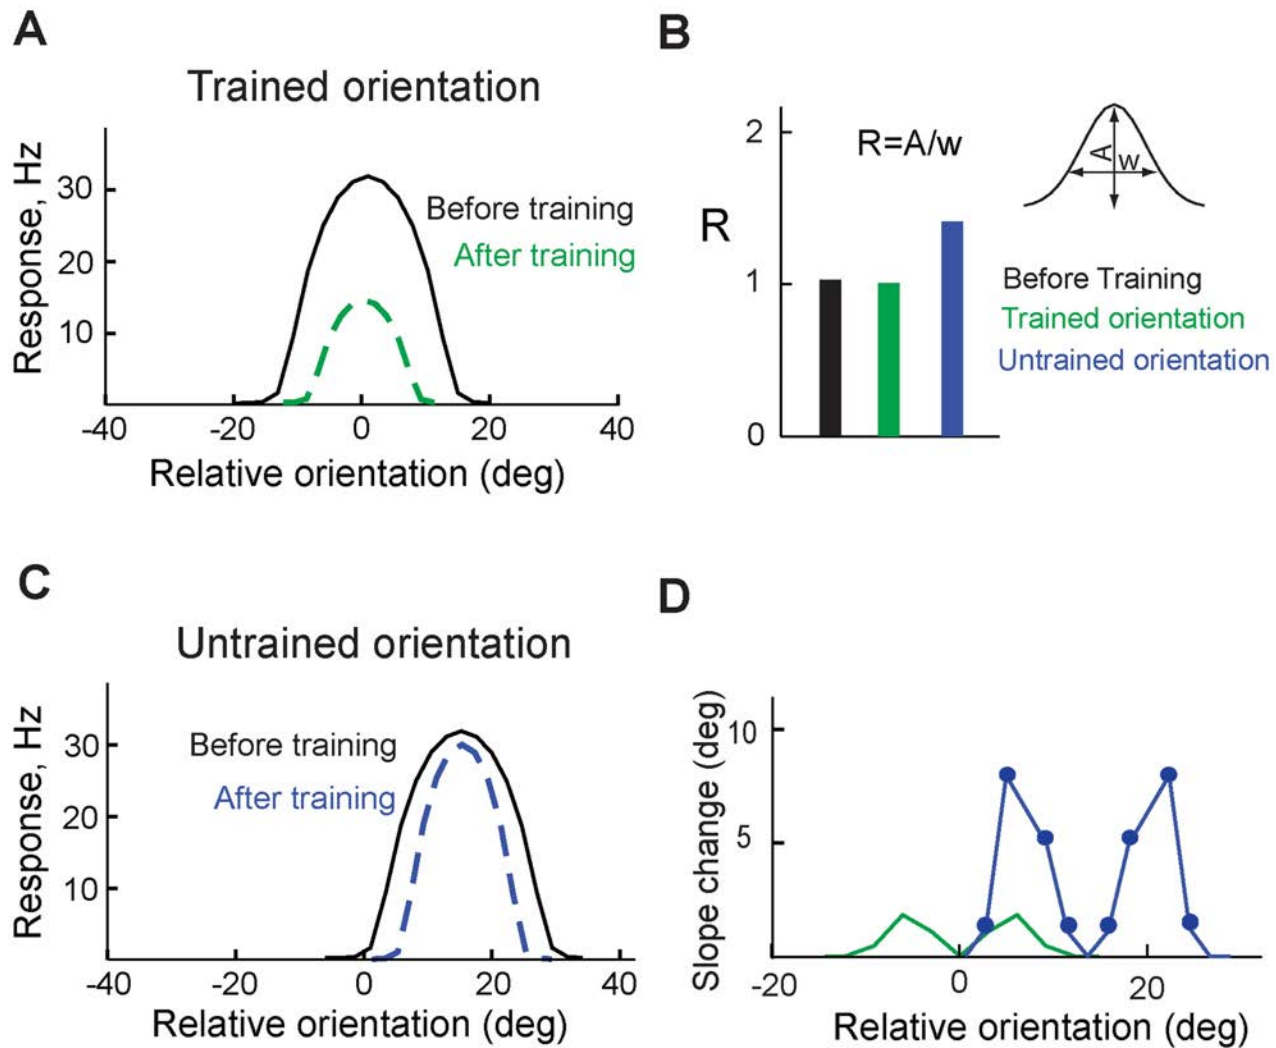 A
Trained orientation
Response, Hz
30
20
10
Before training
After training
-40
-20
0
20
40
Relative orientation (deg)
B
R=A/w
A
w
R
2
1
0
Before Training
Trained orientation
Untrained orientation
C
Untrained orientation
Response, Hz
30
20
10
Before training
After training
-40
-20
0
20
40
Relative orientation (deg)
D
Slope change (deg)
10
5
-20
0
20
Relative orientation (deg)